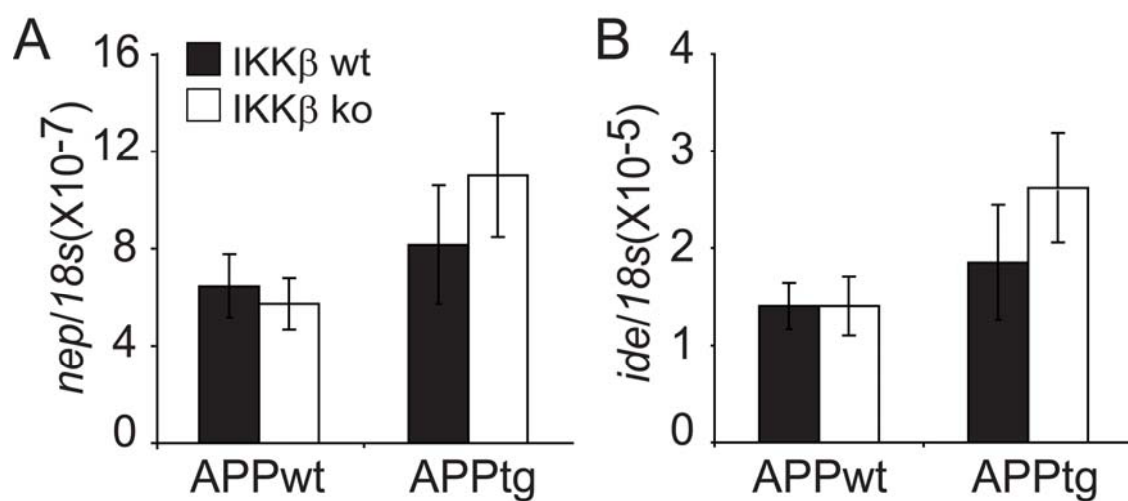 A
nep/18s(X10-7)
16
12
8
4
0
IKKβ wt
IKKβ ko
APPwt APPtg
B
ide/18s(X10-5)
4
3
2
1
0
APPwt APPtg